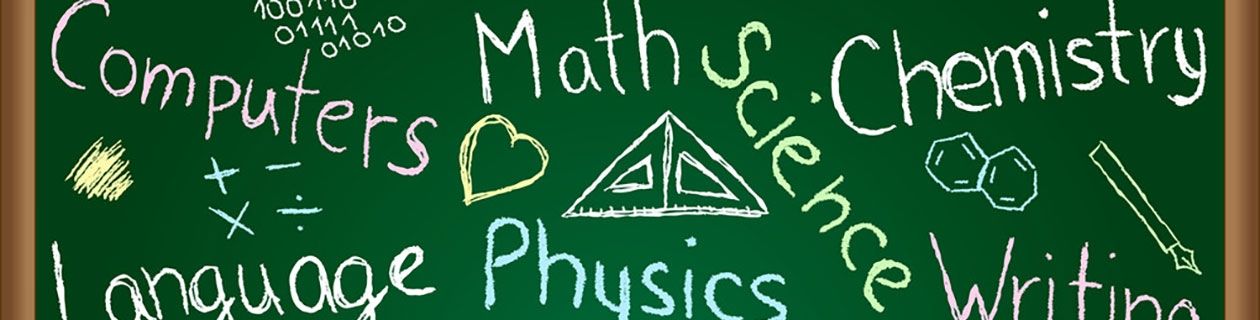 Computers
01111
01010
Math
Science
Chemistry
+ −
× ÷
Language
Physics
Writing